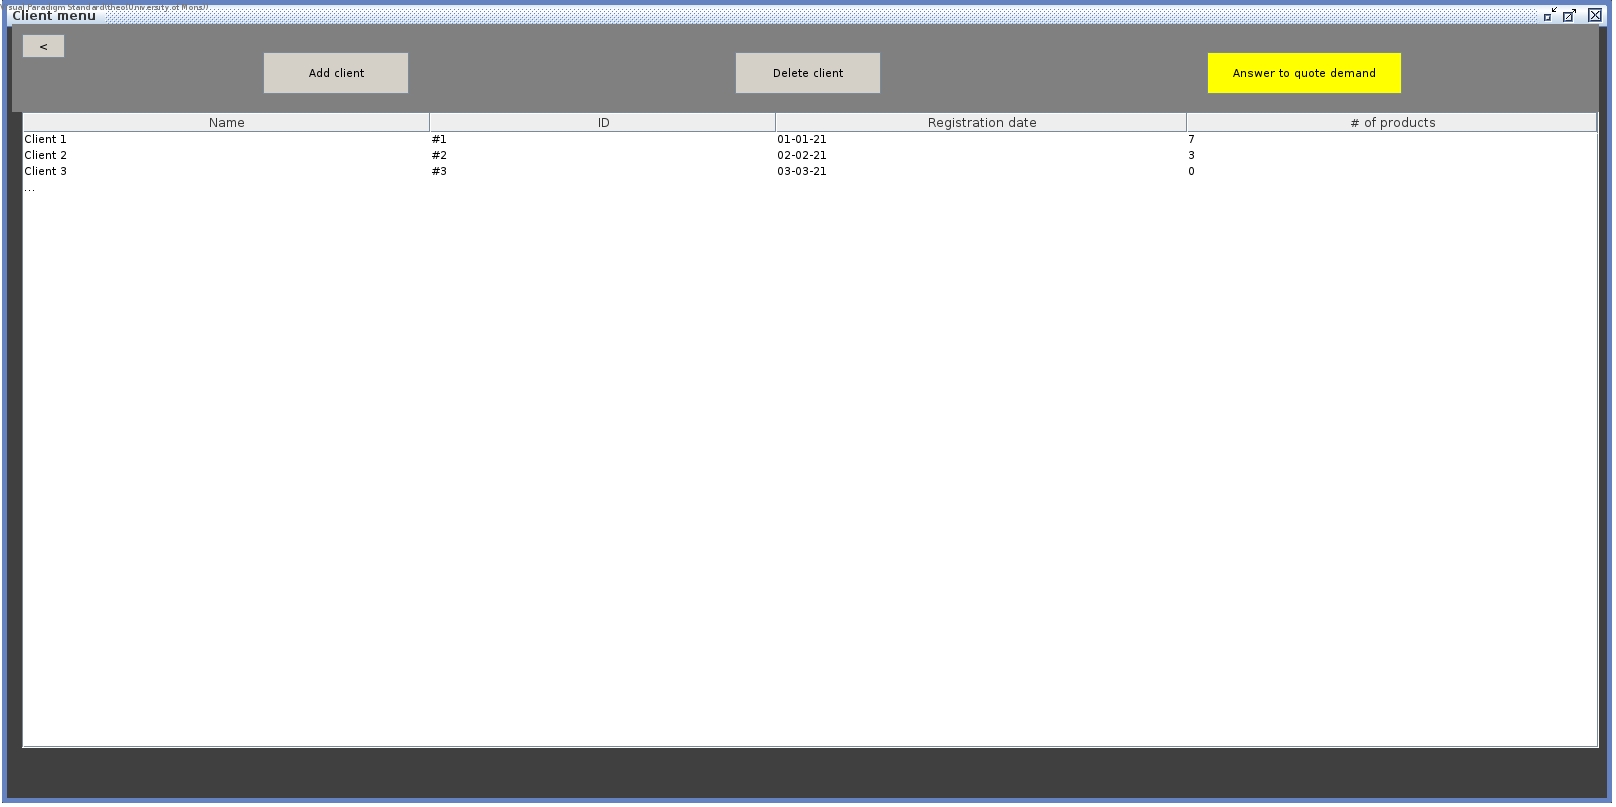 Visual Paradigm Standard(theo(University of Mons))
Client menu
<
Add client
Delete client
Answer to quote demand
Name ID Registration date # of products
Client 1 #1 01-01-21 7
Client 2 #2 02-02-21 3
Client 3 #3 03-03-21 0
...